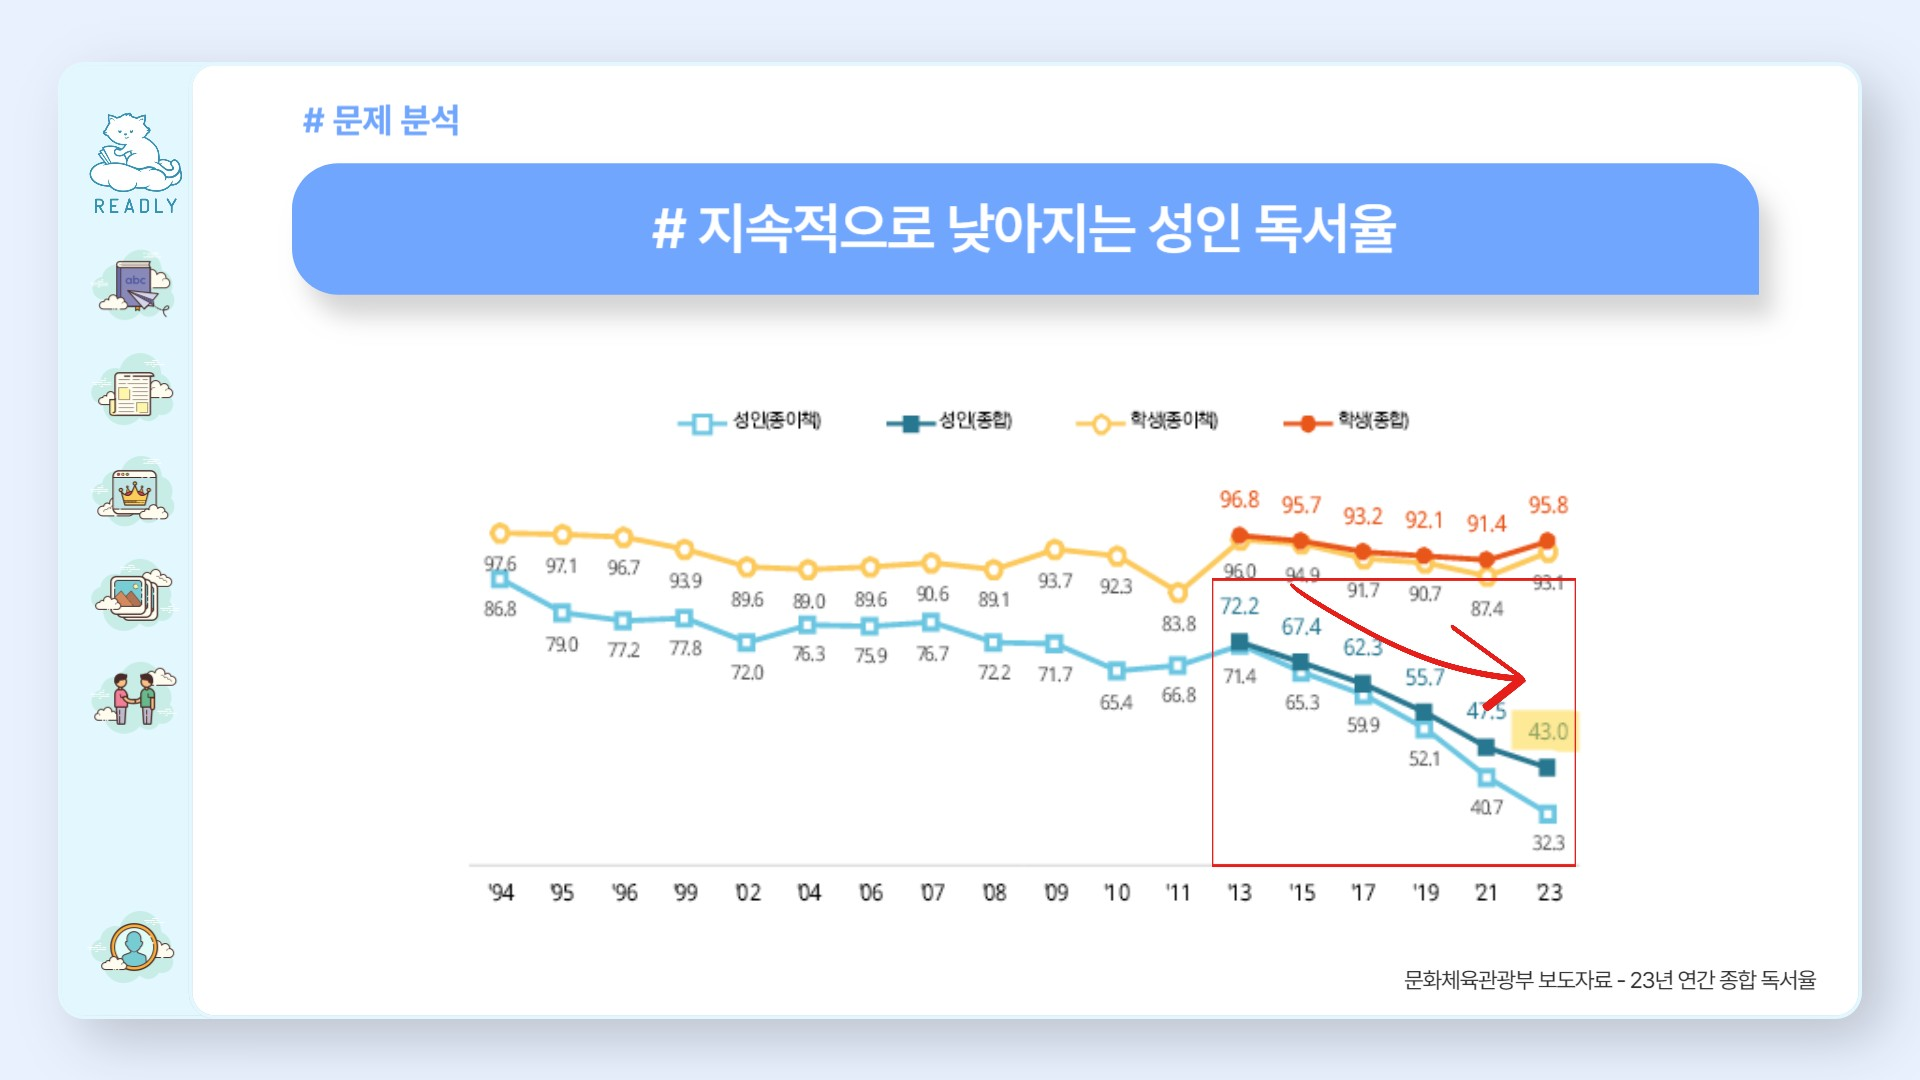 READLY
abc
# 문제 분석
# 지속적으로 낮아지는 성인 독서율
성인(종이책) 성인(종합) 학생(종이책) 학생(종합)
96.8 95.7 93.2 92.1 91.4 95.8
97.6 97.1 96.7 93.9 89.6 89.0 89.6 90.6 89.1 93.7 92.3 83.8 96.0 94.9 91.7 90.7 87.4 93.1
72.2 67.4 62.3 55.7 47.5 43.0
86.8 79.0 77.2 77.8 72.0 76.3 75.9 76.7 72.2 71.7 65.4 66.8 71.4 65.3 59.9 52.1 40.7 32.3
'94 '95 '96 '99 '02 '04 '06 '07 '08 '09 '10 '11 '13 '15 '17 '19 '21 '23
문화체육관광부 보도자료 - 23년 연간 종합 독서율